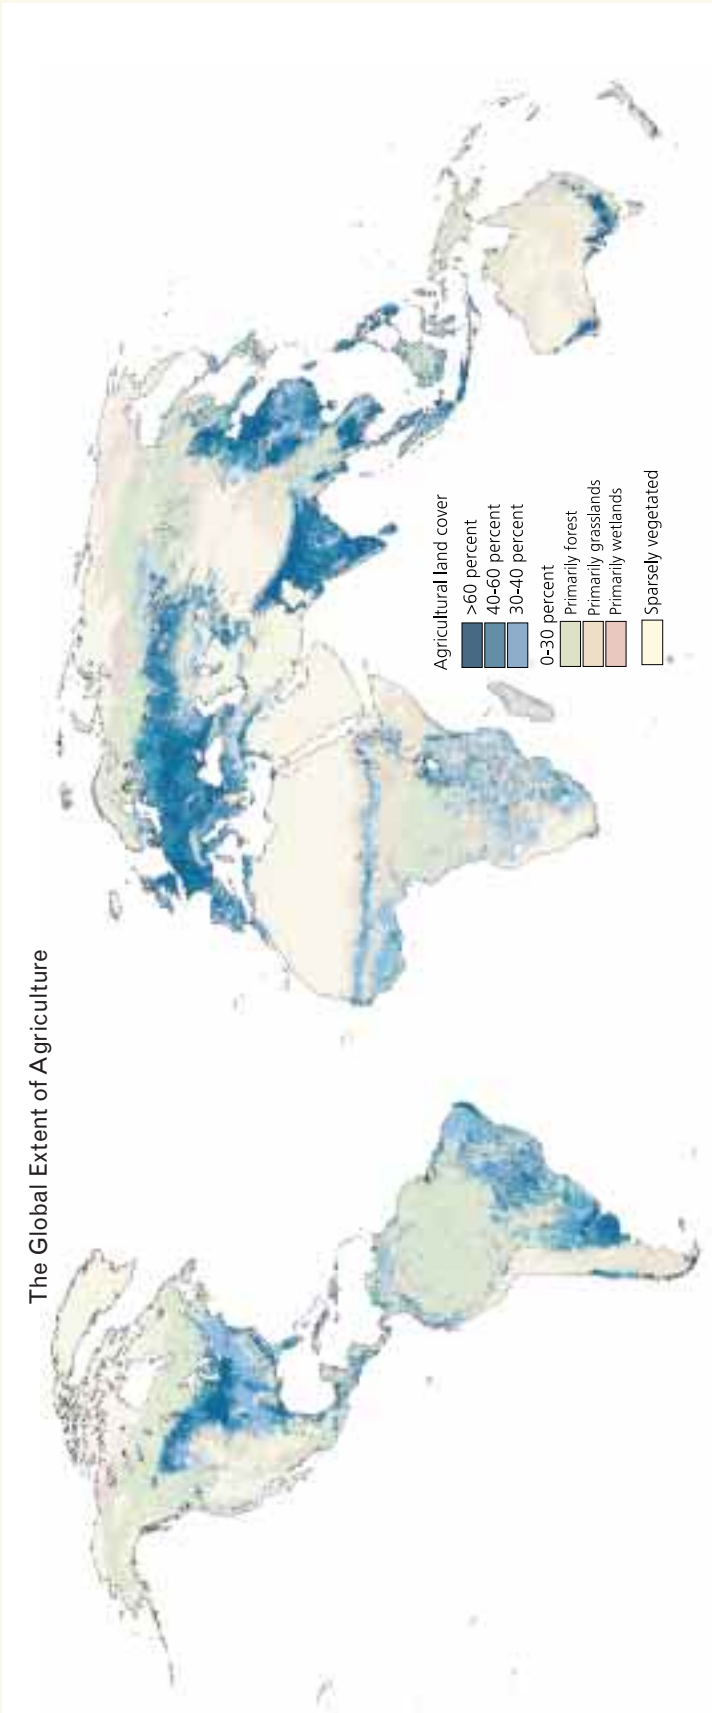 The Global Extent of Agriculture
Agricultural land cover
>60 percent
40-60 percent
30-40 percent
0-30 percent
Primarily forest
Primarily grasslands
Primarily wetlands
Sparsely vegetated